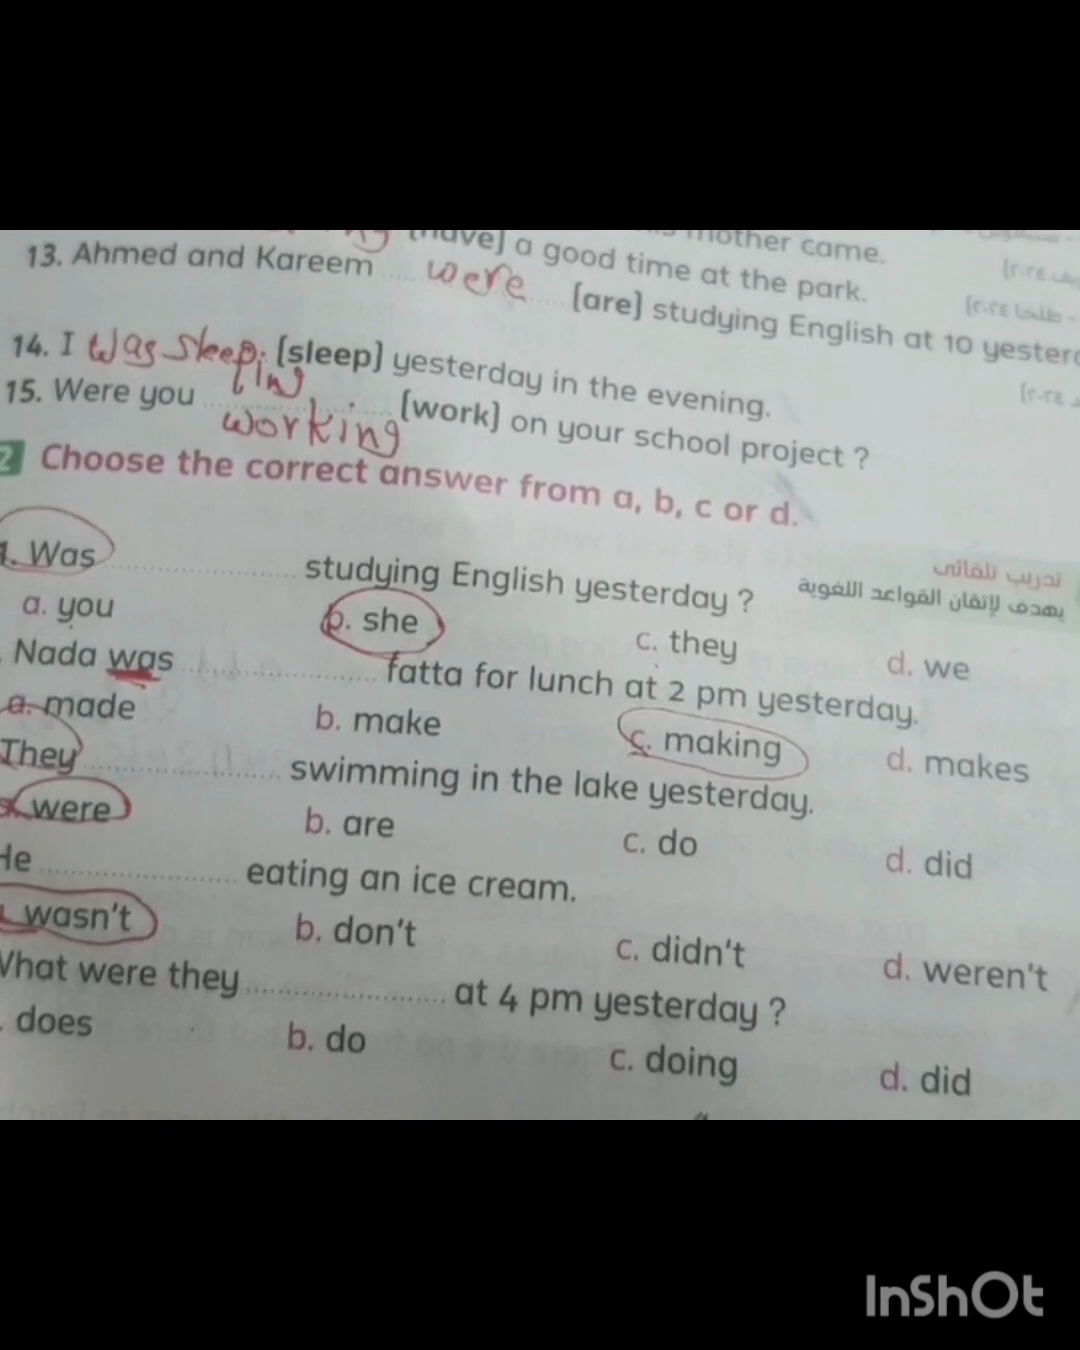 mother came.
[have] a good time at the park.
13. Ahmed and Kareem were [are] studying English at 10
14. I was sleeping [sleep] yesterday in the evening.
15. Were you working [work] on your school project ?
2 Choose the correct answer from a, b, c or d.
تدريب تلقائى
يهدف لإتقان القواعد اللغوية
1. Was ............ studying English yesterday ?
a. you b. she c. they d. we
Nada was ............ fatta for lunch at 2 pm yesterday.
a. made b. make c. making d. makes
They ............ swimming in the lake yesterday.
were b. are c. do d. did
He ............ eating an ice cream.
wasn't b. don't c. didn't d. weren't
What were they ............ at 4 pm yesterday ?
does b. do c. doing d. did
InShOt